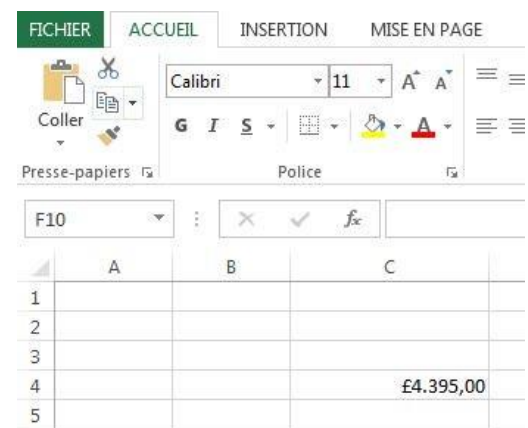 FICHIER ACCUEIL INSERTION MISE EN PAGE
Calibri 11 A A
Coller G I S A
Presse-papiers Police
F10 fx
A B C
1
2
3
4 £4.395,00
5